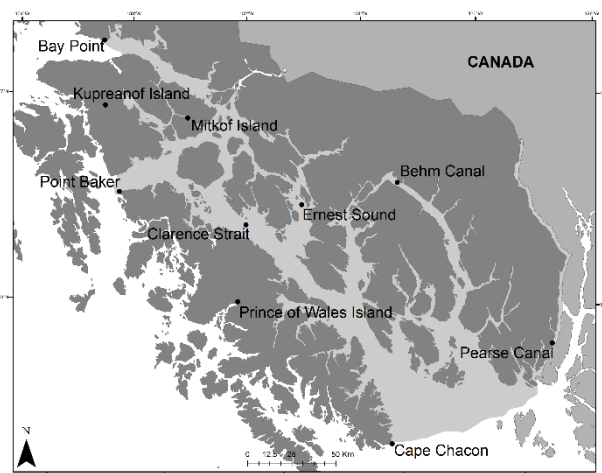 CANADA
Bay Point
Kupreanof Island
Mitkof Island
Point Baker
Behm Canal
Ernest Sound
Clarence Strait
Prince of Wales Island
Pearse Canal
Cape Chacon
N
0 12.5 25 50 Km